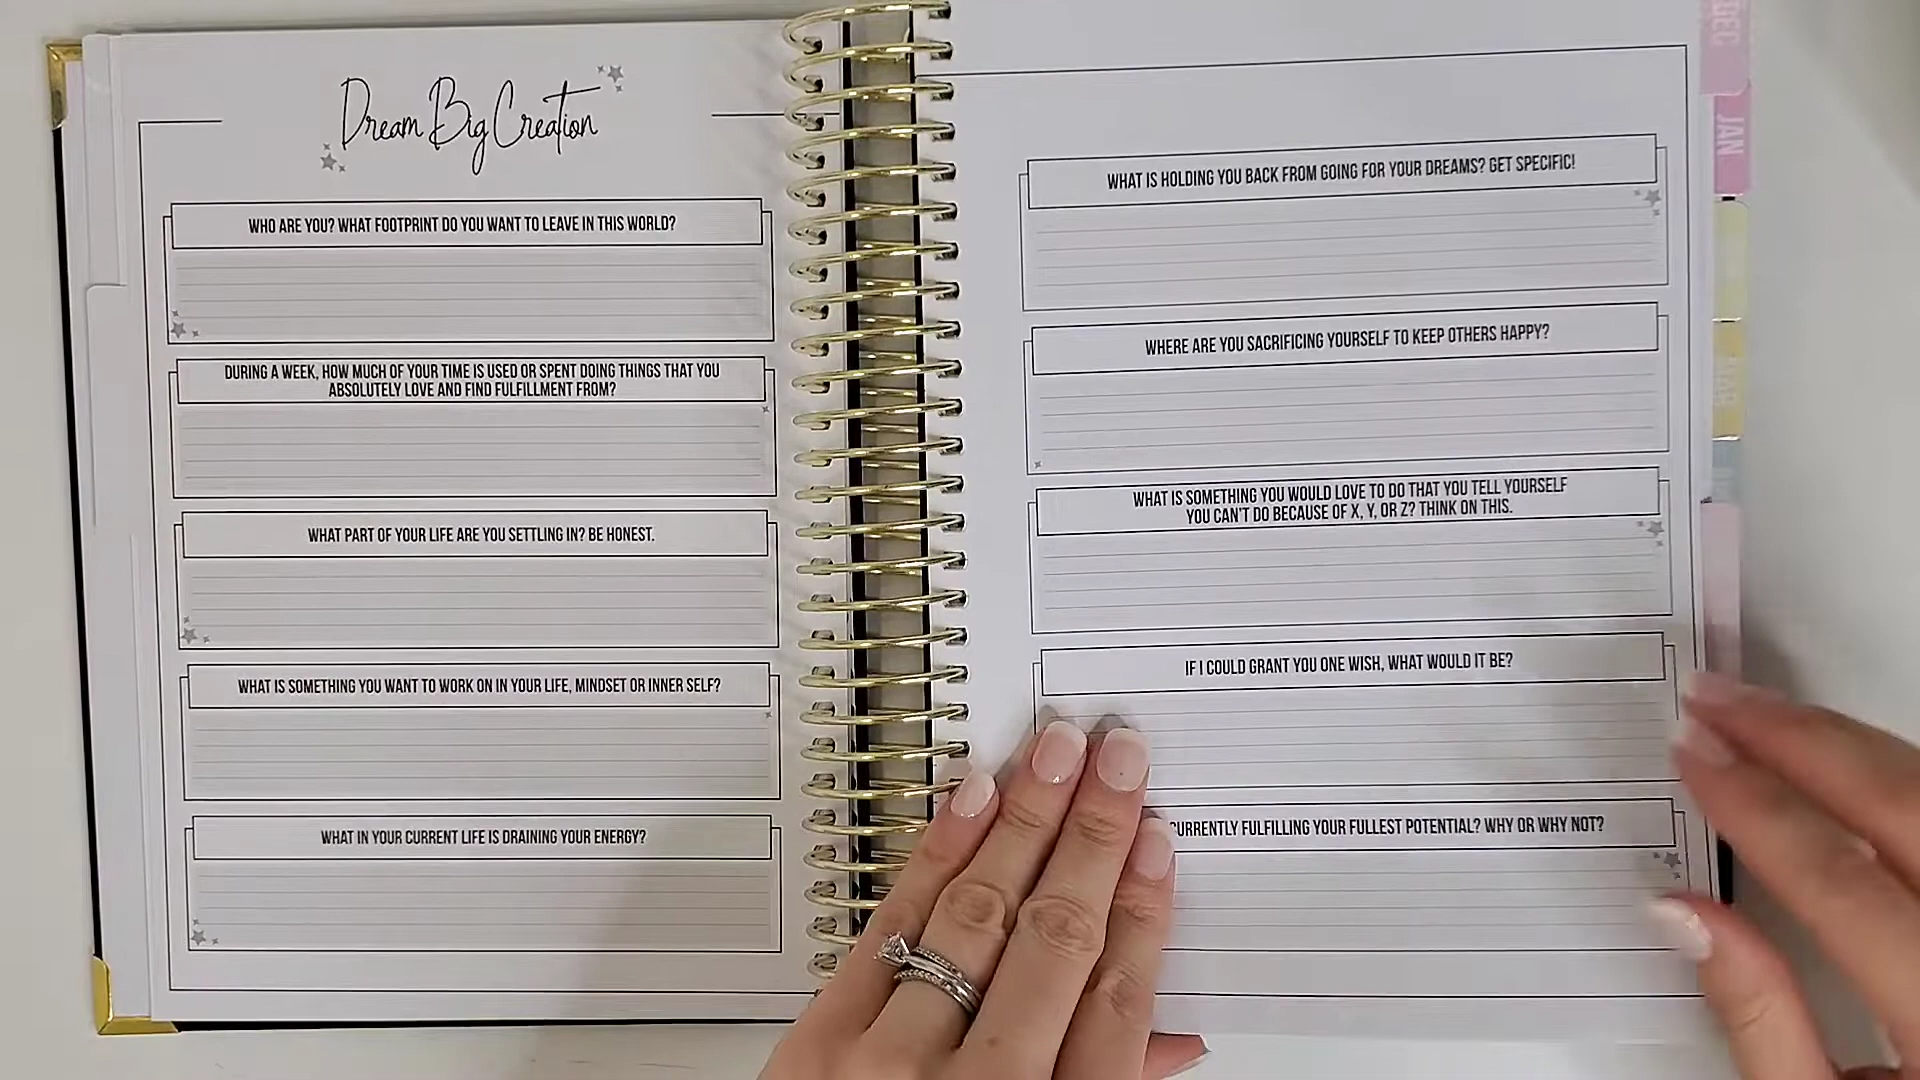 Dream Big Creation
WHO ARE YOU? WHAT FOOTPRINT DO YOU WANT TO LEAVE IN THIS WORLD?
DURING A WEEK, HOW MUCH OF YOUR TIME IS USED OR SPENT DOING THINGS THAT YOU
ABSOLUTELY LOVE AND FIND FULFILLMENT FROM?
WHAT PART OF YOUR LIFE ARE YOU SETTLING IN? BE HONEST.
WHAT IS SOMETHING YOU WANT TO WORK ON IN YOUR LIFE, MINDSET OR INNER SELF?
WHAT IN YOUR CURRENT LIFE IS DRAINING YOUR ENERGY?
WHAT IS HOLDING YOU BACK FROM GOING FOR YOUR DREAMS? GET SPECIFIC!
WHERE ARE YOU SACRIFICING YOURSELF TO KEEP OTHERS HAPPY?
WHAT IS SOMETHING YOU WOULD LOVE TO DO THAT YOU TELL YOURSELF
YOU CAN'T DO BECAUSE OF X, Y, OR Z? THINK ON THIS.
IF I COULD GRANT YOU ONE WISH, WHAT WOULD IT BE?
CURRENTLY FULFILLING YOUR FULLEST POTENTIAL? WHY OR WHY NOT?
DEC
JAN
MAR